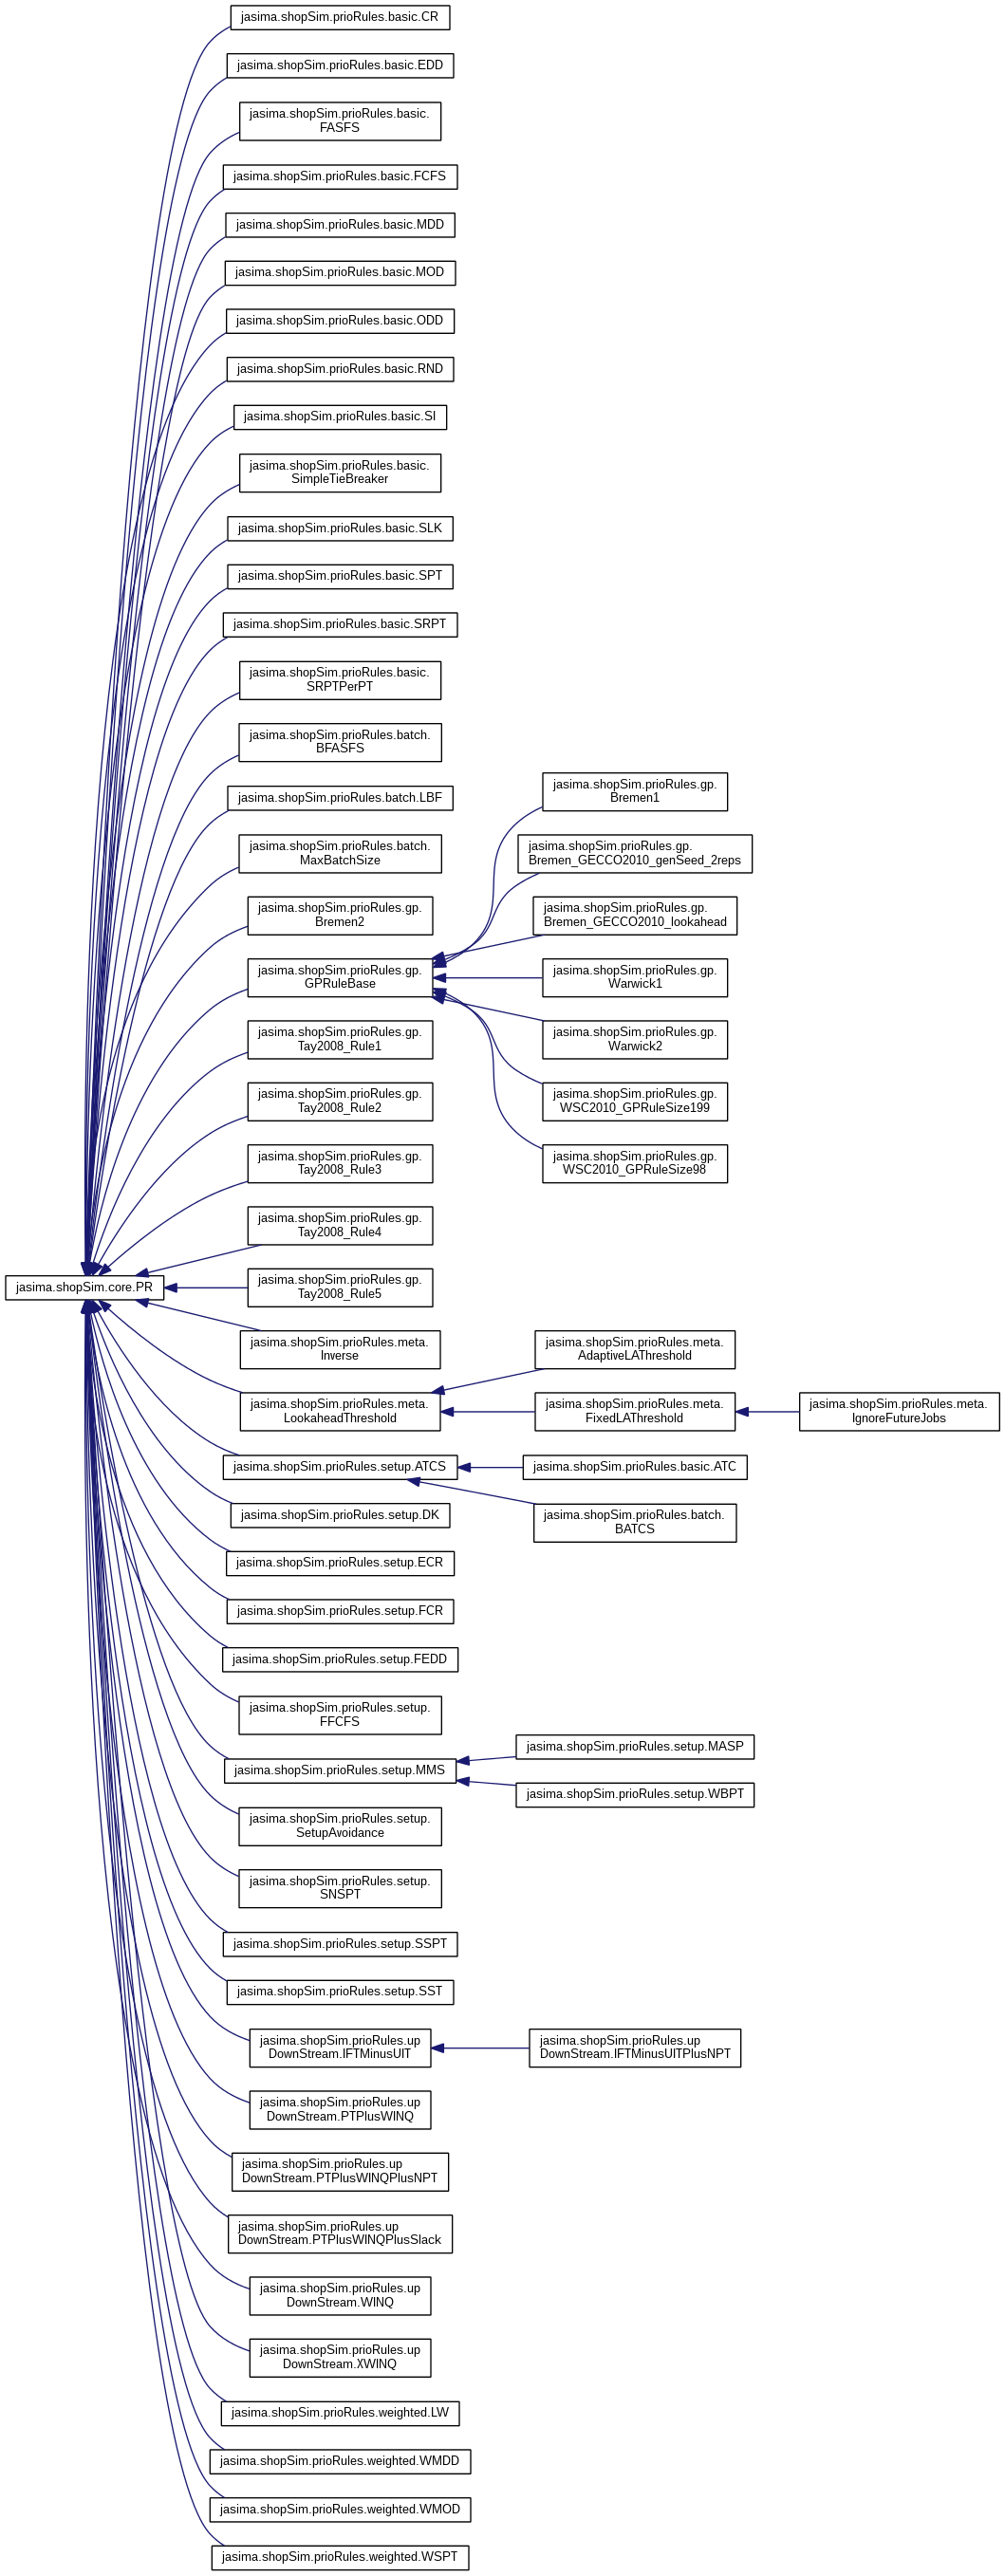 jasima.shopSim.prioRules.basic.CR
jasima.shopSim.prioRules.basic.EDD
jasima.shopSim.prioRules.basic.
FASFS
jasima.shopSim.prioRules.basic.FCFS
jasima.shopSim.prioRules.basic.MDD
jasima.shopSim.prioRules.basic.MOD
jasima.shopSim.prioRules.basic.ODD
jasima.shopSim.prioRules.basic.RND
jasima.shopSim.prioRules.basic.SI
jasima.shopSim.prioRules.basic.
SimpleTieBreaker
jasima.shopSim.prioRules.basic.SLK
jasima.shopSim.prioRules.basic.SPT
jasima.shopSim.prioRules.basic.SRPT
jasima.shopSim.prioRules.basic.
SRPTPerPT
jasima.shopSim.prioRules.batch.
BFASFS
jasima.shopSim.prioRules.batch.LBF
jasima.shopSim.prioRules.batch.
MaxBatchSize
jasima.shopSim.prioRules.gp.
Bremen2
jasima.shopSim.prioRules.gp.
GPRuleBase
jasima.shopSim.prioRules.gp.
Bremen1
jasima.shopSim.prioRules.gp.
Bremen_GECCO2010_genSeed_2reps
jasima.shopSim.prioRules.gp.
Bremen_GECCO2010_lookahead
jasima.shopSim.prioRules.gp.
Warwick1
jasima.shopSim.prioRules.gp.
Warwick2
jasima.shopSim.prioRules.gp.
WSC2010_GPRuleSize199
jasima.shopSim.prioRules.gp.
WSC2010_GPRuleSize98
jasima.shopSim.prioRules.gp.
Tay2008_Rule1
jasima.shopSim.prioRules.gp.
Tay2008_Rule2
jasima.shopSim.prioRules.gp.
Tay2008_Rule3
jasima.shopSim.prioRules.gp.
Tay2008_Rule4
jasima.shopSim.core.PR
jasima.shopSim.prioRules.gp.
Tay2008_Rule5
jasima.shopSim.prioRules.meta.
Inverse
jasima.shopSim.prioRules.meta.
LookaheadThreshold
jasima.shopSim.prioRules.meta.
AdaptiveLAThreshold
jasima.shopSim.prioRules.meta.
FixedLAThreshold
jasima.shopSim.prioRules.meta.
IgnoreFutureJobs
jasima.shopSim.prioRules.setup.ATCS
jasima.shopSim.prioRules.basic.ATC
jasima.shopSim.prioRules.batch.
BATCS
jasima.shopSim.prioRules.setup.DK
jasima.shopSim.prioRules.setup.ECR
jasima.shopSim.prioRules.setup.FCR
jasima.shopSim.prioRules.setup.FEDD
jasima.shopSim.prioRules.setup.
FFCFS
jasima.shopSim.prioRules.setup.MMS
jasima.shopSim.prioRules.setup.MASP
jasima.shopSim.prioRules.setup.WBPT
jasima.shopSim.prioRules.setup.
SetupAvoidance
jasima.shopSim.prioRules.setup.
SNSPT
jasima.shopSim.prioRules.setup.SSPT
jasima.shopSim.prioRules.setup.SST
jasima.shopSim.prioRules.up
DownStream.IFTMinusUIT
jasima.shopSim.prioRules.up
DownStream.IFTMinusUITPlusNPT
jasima.shopSim.prioRules.up
DownStream.PTPlusWINQ
jasima.shopSim.prioRules.up
DownStream.PTPlusWINQPlusNPT
jasima.shopSim.prioRules.up
DownStream.PTPlusWINQPlusSlack
jasima.shopSim.prioRules.up
DownStream.WINQ
jasima.shopSim.prioRules.up
DownStream.XWINQ
jasima.shopSim.prioRules.weighted.LW
jasima.shopSim.prioRules.weighted.WMDD
jasima.shopSim.prioRules.weighted.WMOD
jasima.shopSim.prioRules.weighted.WSPT